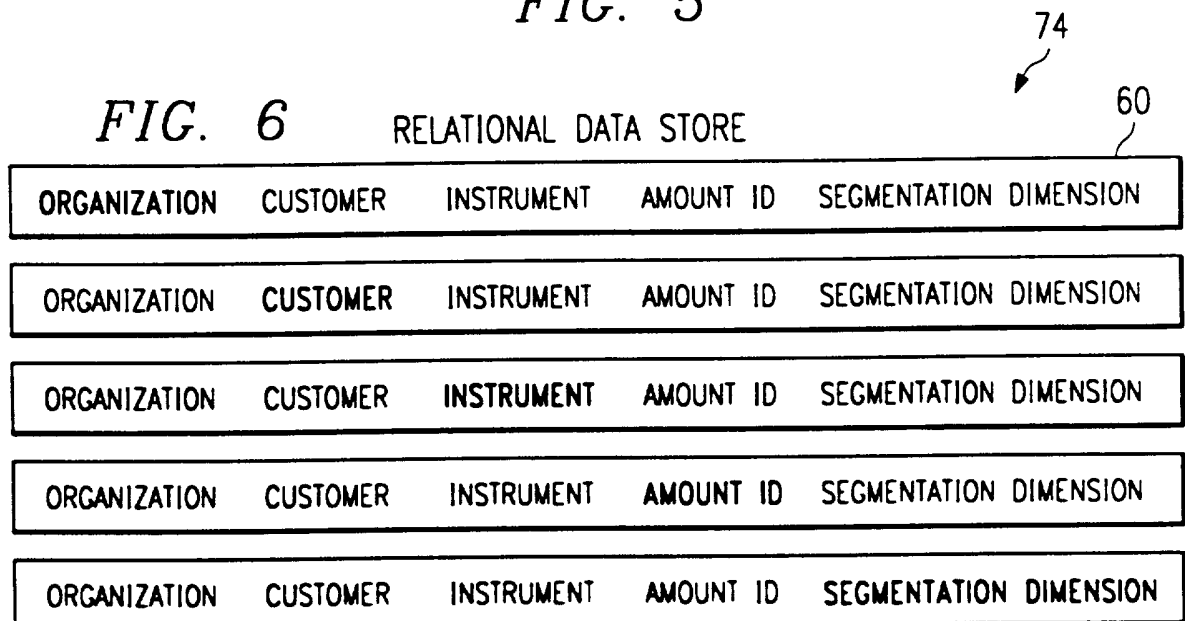 FIG. 5
74
FIG. 6 RELATIONAL DATA STORE
60
ORGANIZATION CUSTOMER INSTRUMENT AMOUNT ID SEGMENTATION DIMENSION
ORGANIZATION CUSTOMER INSTRUMENT AMOUNT ID SEGMENTATION DIMENSION
ORGANIZATION CUSTOMER INSTRUMENT AMOUNT ID SEGMENTATION DIMENSION
ORGANIZATION CUSTOMER INSTRUMENT AMOUNT ID SEGMENTATION DIMENSION
ORGANIZATION CUSTOMER INSTRUMENT AMOUNT ID SEGMENTATION DIMENSION